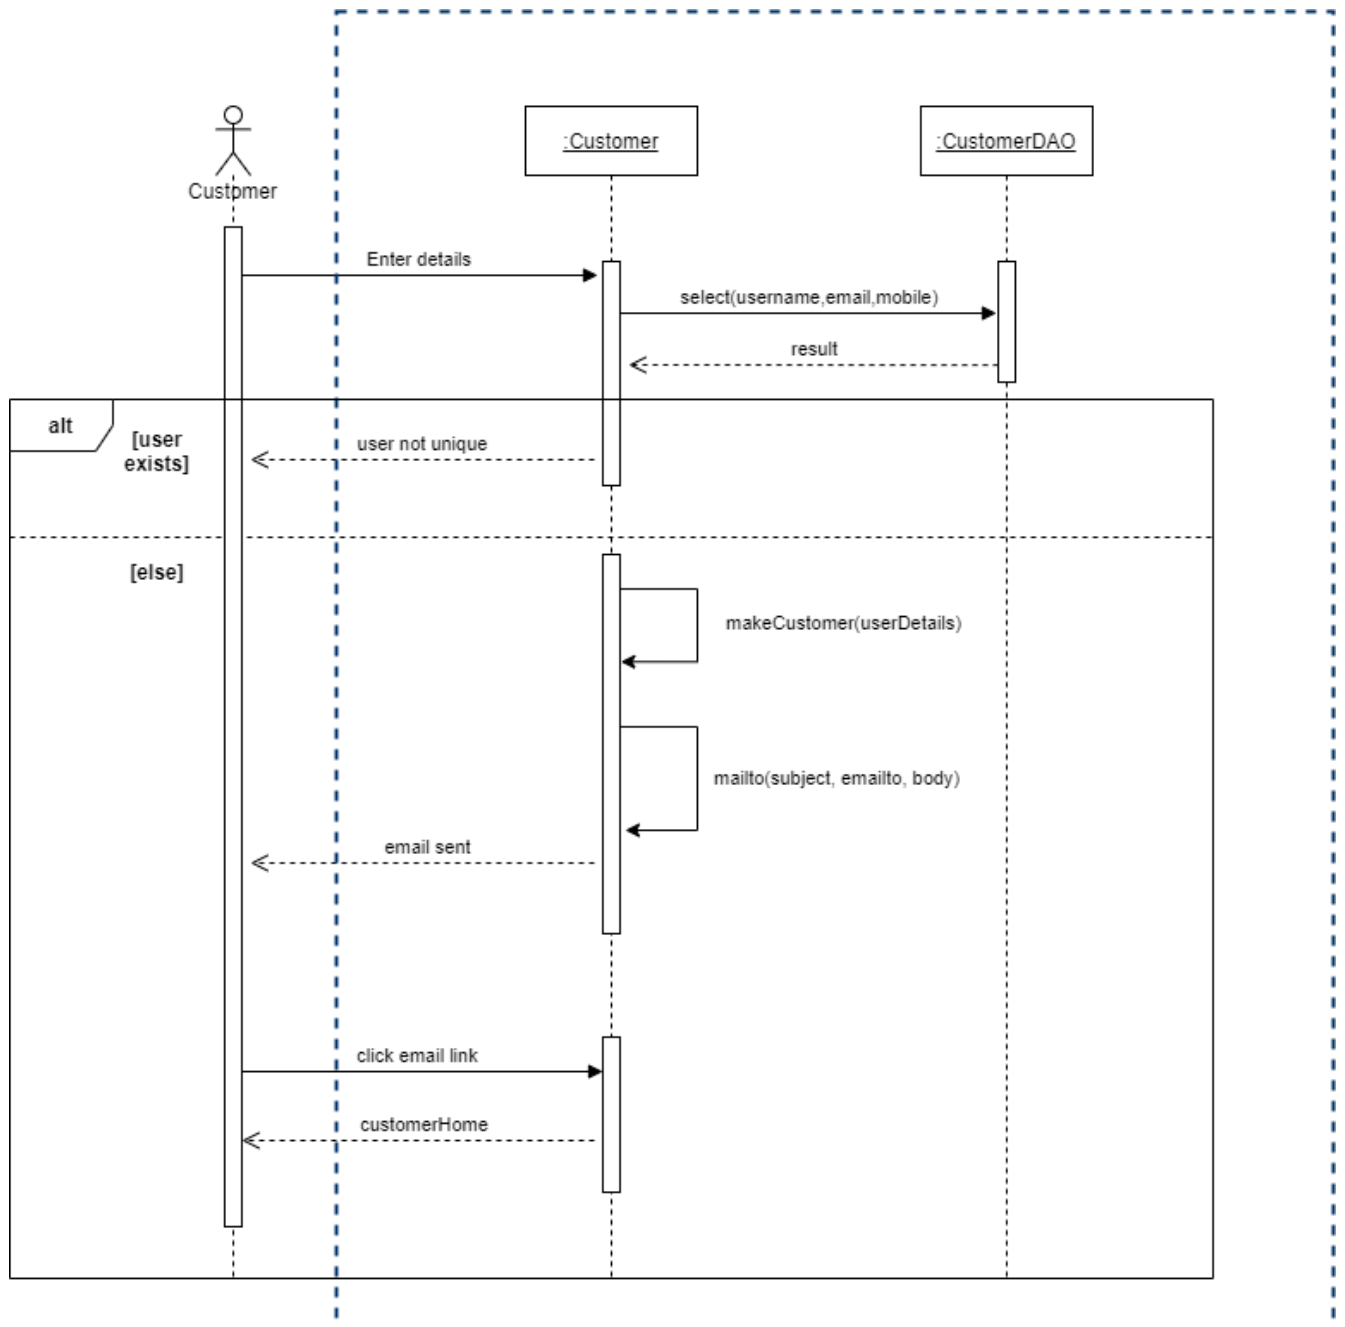 :Customer
:CustomerDAO
Customer
Enter details
select(username,email,mobile)
result
alt
[user
exists]
user not unique
[else]
makeCustomer(userDetails)
mailto(subject, emailto, body)
email sent
click email link
customerHome